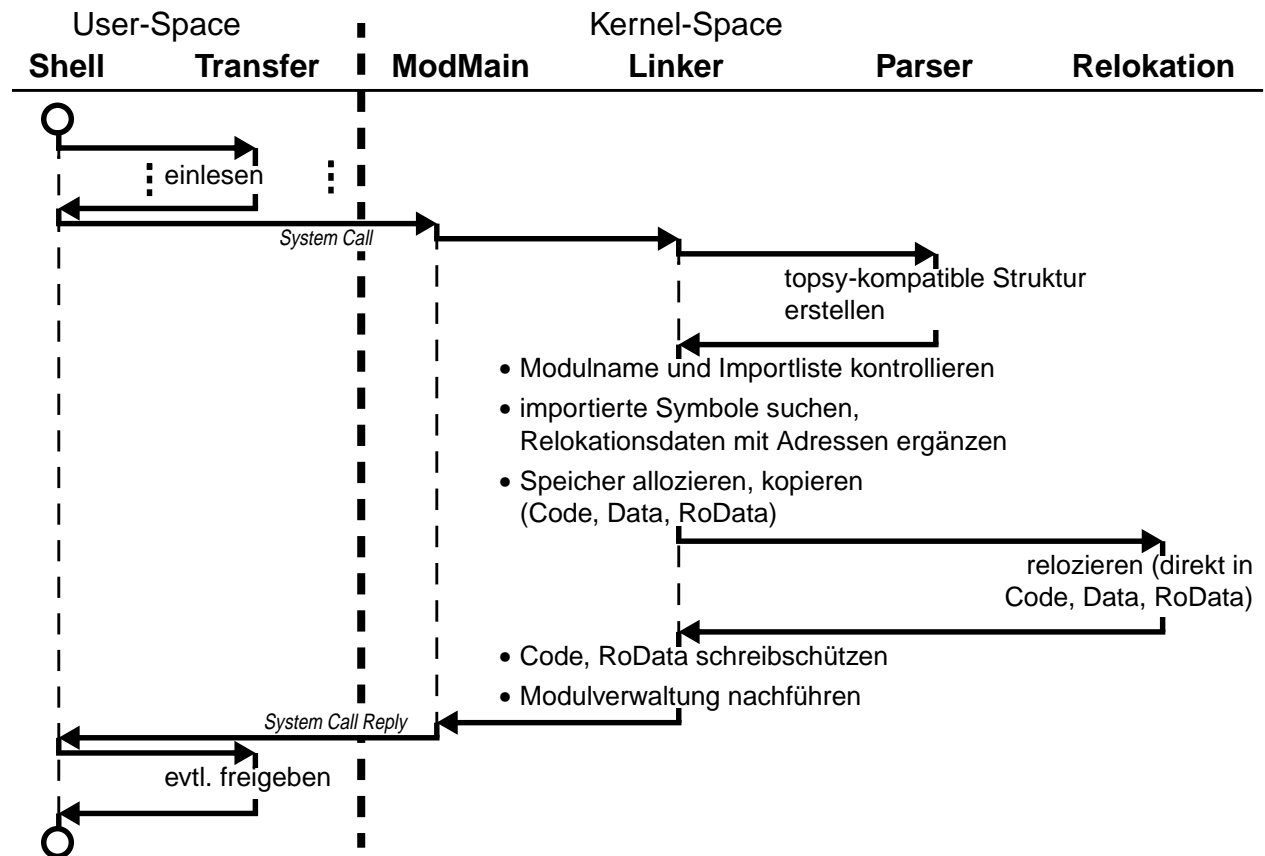 User-Space Kernel-Space
Shell Transfer ModMain Linker Parser Relokation
einlesen
System Call
topsy-kompatible Struktur
erstellen
• Modulname und Importliste kontrollieren
• importierte Symbole suchen,
Relokationsdaten mit Adressen ergänzen
• Speicher allozieren, kopieren
(Code, Data, RoData)
relozieren (direkt in
Code, Data, RoData)
• Code, RoData schreibschützen
• Modulverwaltung nachführen
System Call Reply
evtl. freigeben